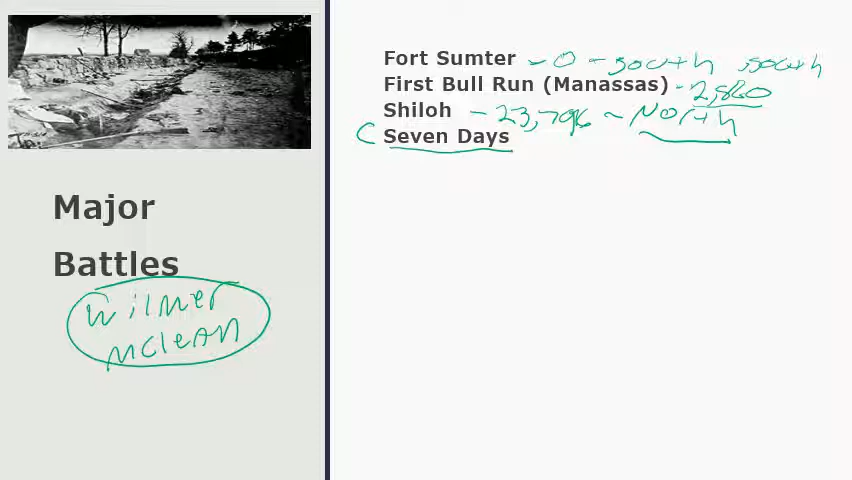 Major
Battles
wilmer
mclean
Fort Sumter - 0 - south south
First Bull Run (Manassas) - 2,860
Shiloh - 23,796 - North
C Seven Days